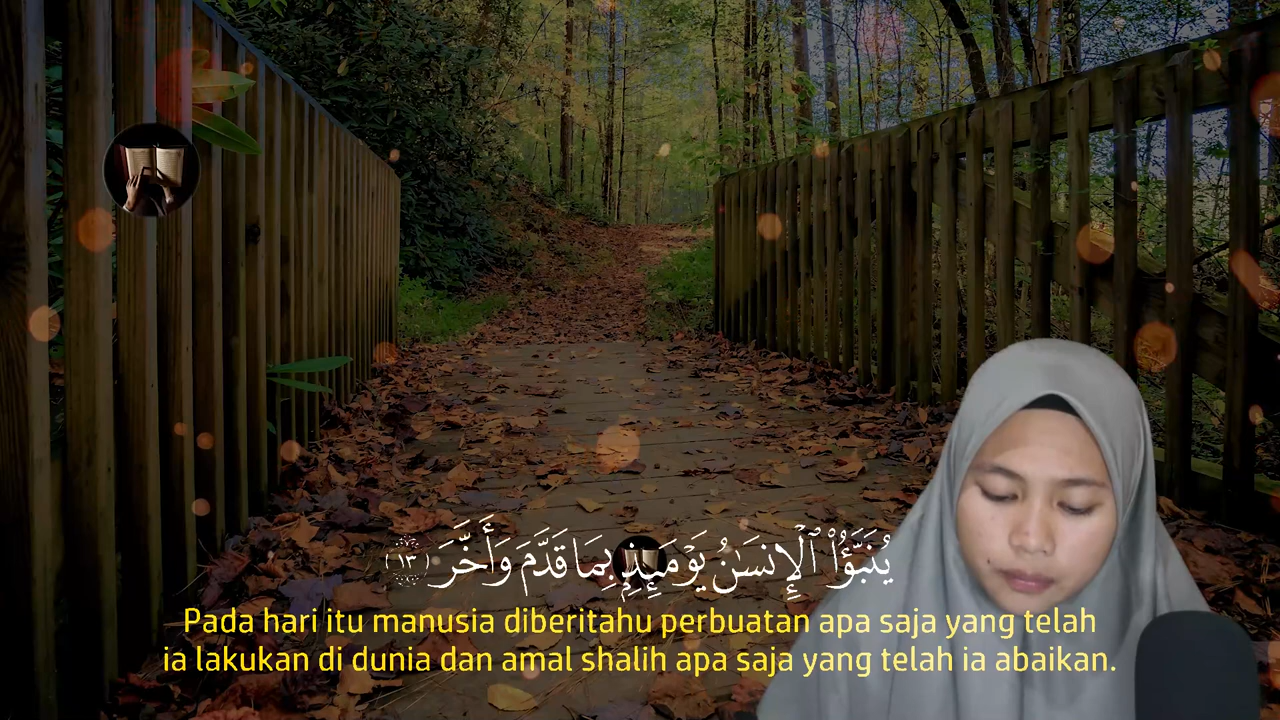 يُنَبَّؤُا۟ ٱلْإِنسَـٰنُ يَوْمَئِذٍۭ بِمَا قَدَّمَ وَأَخَّرَ ﴿١٣﴾
Pada hari itu manusia diberitahu perbuatan apa saja yang telah
ia lakukan di dunia dan amal shalih apa saja yang telah ia abaikan.